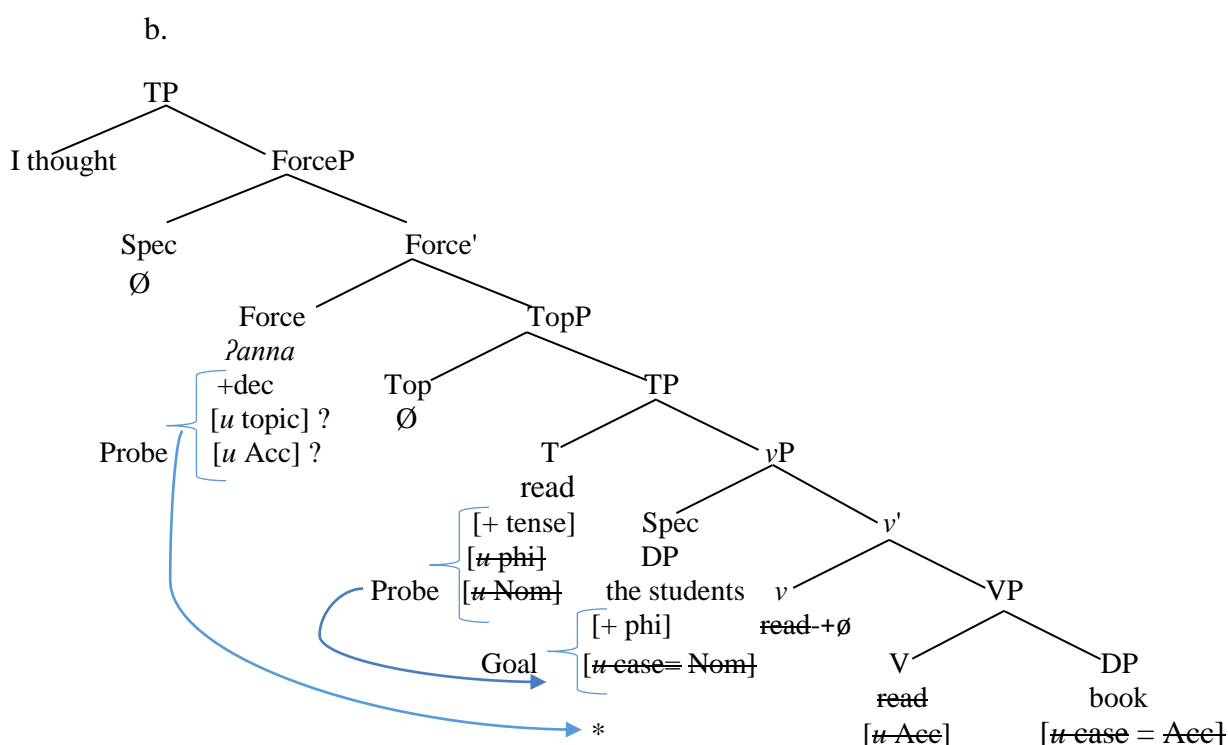 b.
TP
I thought ForceP
Spec Force'
Ø
Force TopP
ʔanna
+dec Top TP
[u topic] ? Ø
Probe [u Acc] ? T vP
read
[+ tense] Spec v'
[u phi] DP
Probe [u Nom] the students v VP
[+ phi] read-+ø
Goal [u case= Nom] V DP
read book
* [u Acc] [u case = Acc]